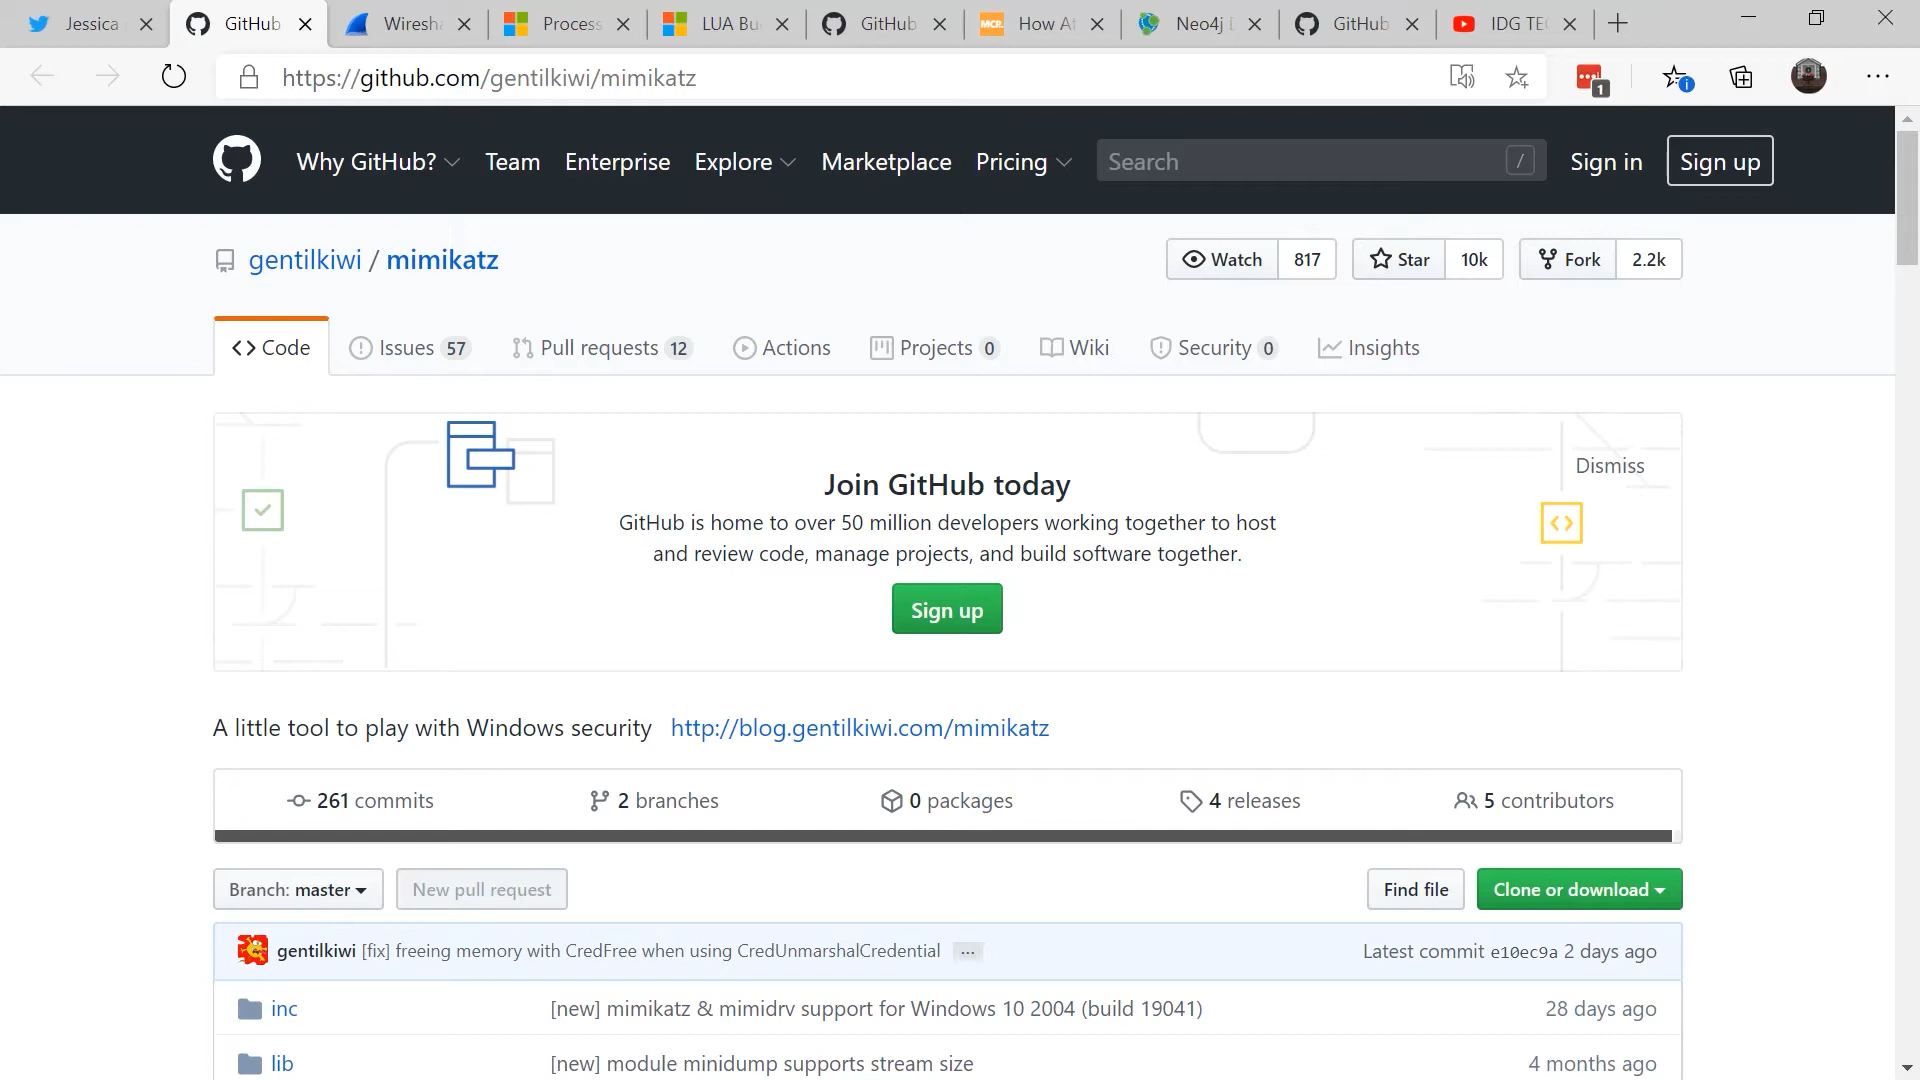 Jessica
GitHub
Wiresha
Process
LUA Bu
GitHub
MCP
How At
Neo4j D
GitHub
IDG TEC
https://github.com/gentilkiwi/mimikatz
1
Why GitHub?
Team
Enterprise
Explore
Marketplace
Pricing
Search
/
Sign in
Sign up
gentilkiwi / mimikatz
Watch 817
Star 10k
Fork 2.2k
Code
Issues 57
Pull requests 12
Actions
Projects 0
Wiki
Security 0
Insights
Dismiss
Join GitHub today
GitHub is home to over 50 million developers working together to host
and review code, manage projects, and build software together.
Sign up
A little tool to play with Windows security http://blog.gentilkiwi.com/mimikatz
261 commits
2 branches
0 packages
4 releases
5 contributors
Branch: master
New pull request
Find file
Clone or download
gentilkiwi [fix] freeing memory with CredFree when using CredUnmarshalCredential ...
Latest commit e10ec9a 2 days ago
inc
[new] mimikatz & mimidrv support for Windows 10 2004 (build 19041)
28 days ago
lib
[new] module minidump supports stream size
4 months ago